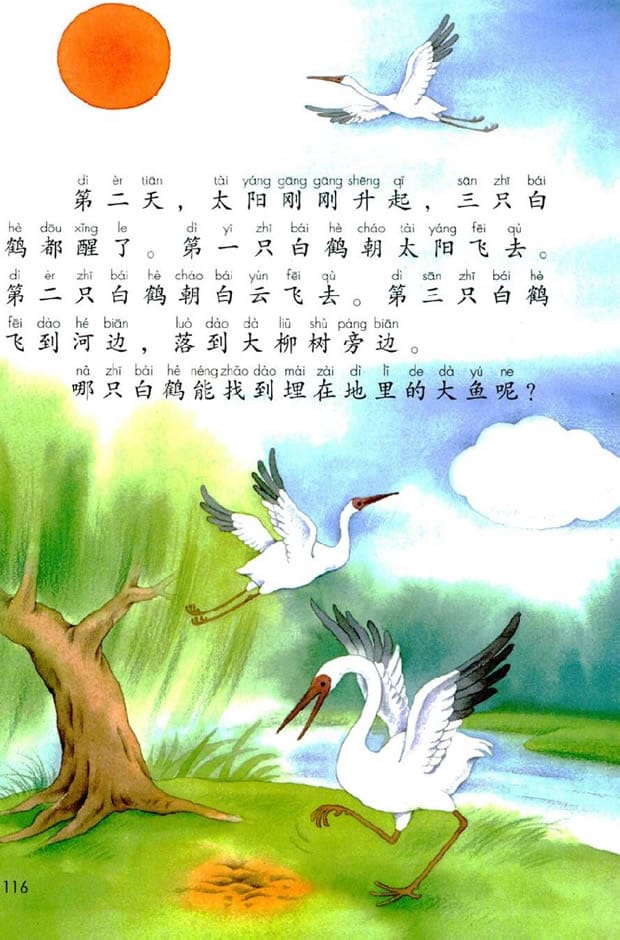 dì èr tiān tài yáng gāng gāng shēng qǐ sān zhī bái
第二天，太阳刚刚升起，三只白
hè dōu xǐng le dì yī zhī bái hè cháo tài yáng fēi qù
鹤都醒了。第一只白鹤朝太阳飞去。
dì èr zhī bái hè cháo bái yún fēi qù dì sān zhī bái hè
第二只白鹤朝白云飞去。第三只白鹤
fēi dào hé biān luò dào dà liǔ shù páng biān
飞到河边，落到大柳树旁边。
nǎ zhī bái hè néng zhǎo dào mái zài dì lǐ de dà yú ne
哪只白鹤能找到埋在地里的大鱼呢？
116